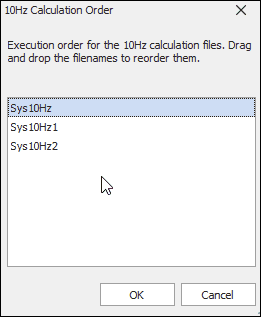 10Hz Calculation Order
Execution order for the 10Hz calculation files. Drag
and drop the filenames to reorder them.
Sys10Hz
Sys10Hz1
Sys10Hz2
OK
Cancel